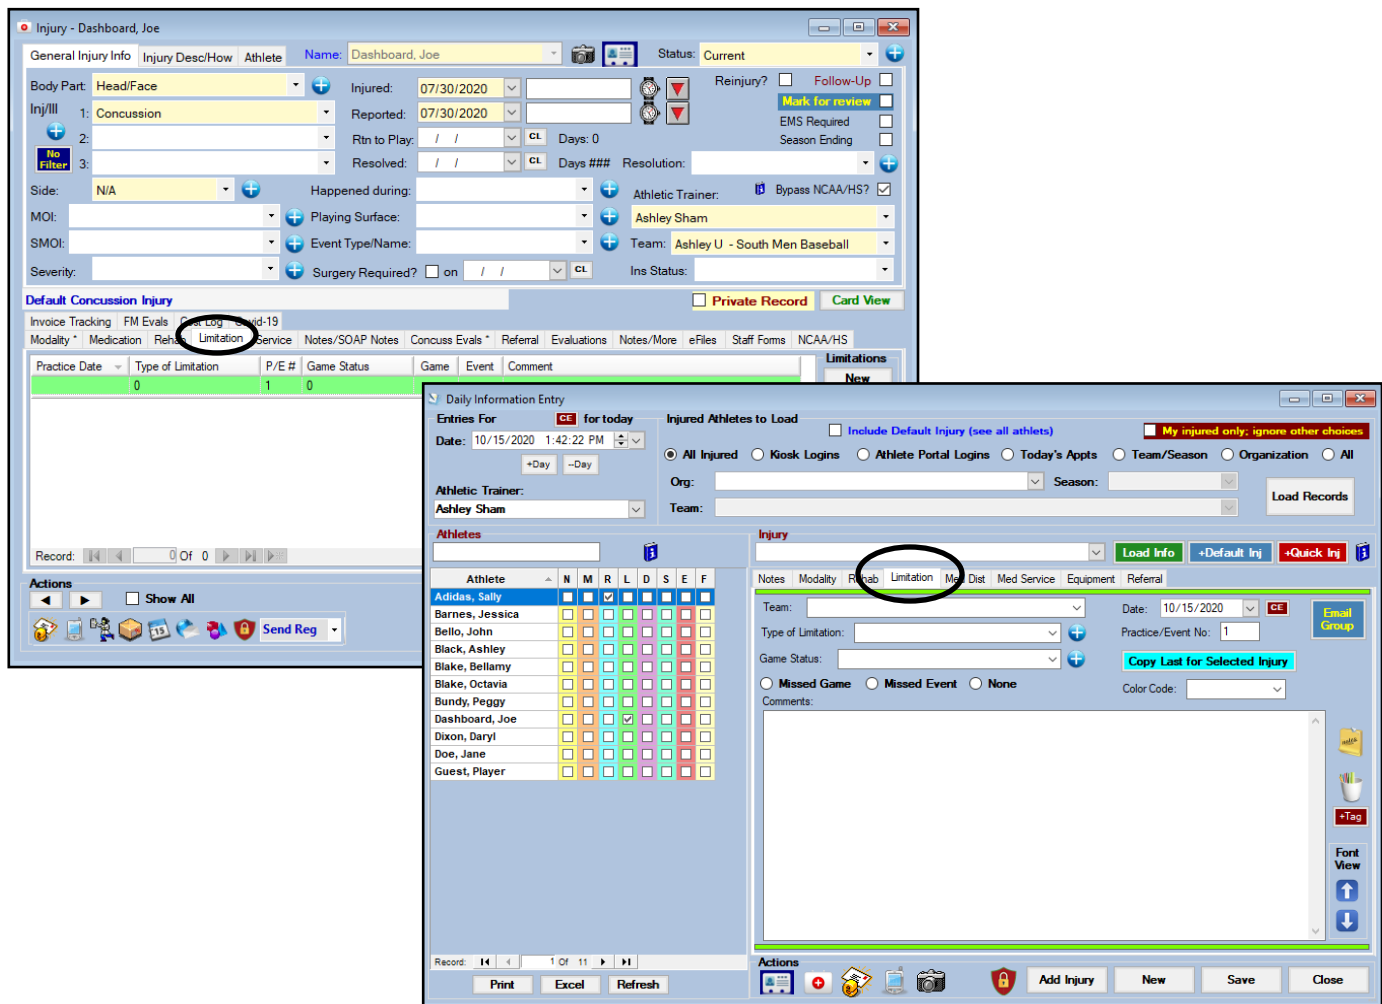 Injury - Dashboard, Joe
General Injury Info Injury Desc/How Athlete Name: Dashboard, Joe Status: Current
Body Part: Head/Face Injured: 07/30/2020 Reinjury? Follow-Up
Mark for review
Inj/Ill 1: Concussion Reported: 07/30/2020 EMS Required
2: Rtn to Play: / / CL Days: 0 Season Ending
No Filter 3: Resolved: / / CL Days ### Resolution:
Side: N/A Happened during: Athletic Trainer: Bypass NCAA/HS?
MOI: Playing Surface: Ashley Sham
SMOI: Event Type/Name: Team: Ashley U - South Men Baseball
Severity: Surgery Required? on / / CL Ins Status:
Default Concussion Injury Private Record Card View
Invoice Tracking FM Evals Cost Log Covid-19
Modality * Medication Rehab Limitation Service Notes/SOAP Notes Concuss Evals * Referral Evaluations Notes/More eFiles Staff Forms NCAA/HS
Practice Date Type of Limitation P/E # Game Status Game Event Comment Limitations
0 1 0 New
Record: 0 Of 0
Actions
Show All
15 Send Reg
Daily Information Entry
Entries For CE for today Injured Athletes to Load
Include Default Injury (see all athlets) My injured only; ignore other choices
Date: 10/15/2020 1:42:22 PM
+Day --Day
All Injured Kiosk Logins Athlete Portal Logins Today's Appts Team/Season Organization All
Org: Season:
Athletic Trainer: Load Records
Ashley Sham Team:
Athletes Injury
Load Info +Default Inj +Quick Inj
Athlete N M R L D S E F
Adidas, Sally
Barnes, Jessica
Bello, John
Black, Ashley
Blake, Bellamy
Blake, Octavia
Bundy, Peggy
Dashboard, Joe
Dixon, Daryl
Doe, Jane
Guest, Player
Record: 1 Of 11
Print Excel Refresh
Notes Modality Rehab Limitation Med Dist Med Service Equipment Referral
Team: Date: 10/15/2020 CE Email Group
Type of Limitation: Practice/Event No: 1
Game Status: Copy Last for Selected Injury
Missed Game Missed Event None Color Code:
Comments:
notes
+Tag
Font View
Actions
Add Injury New Save Close